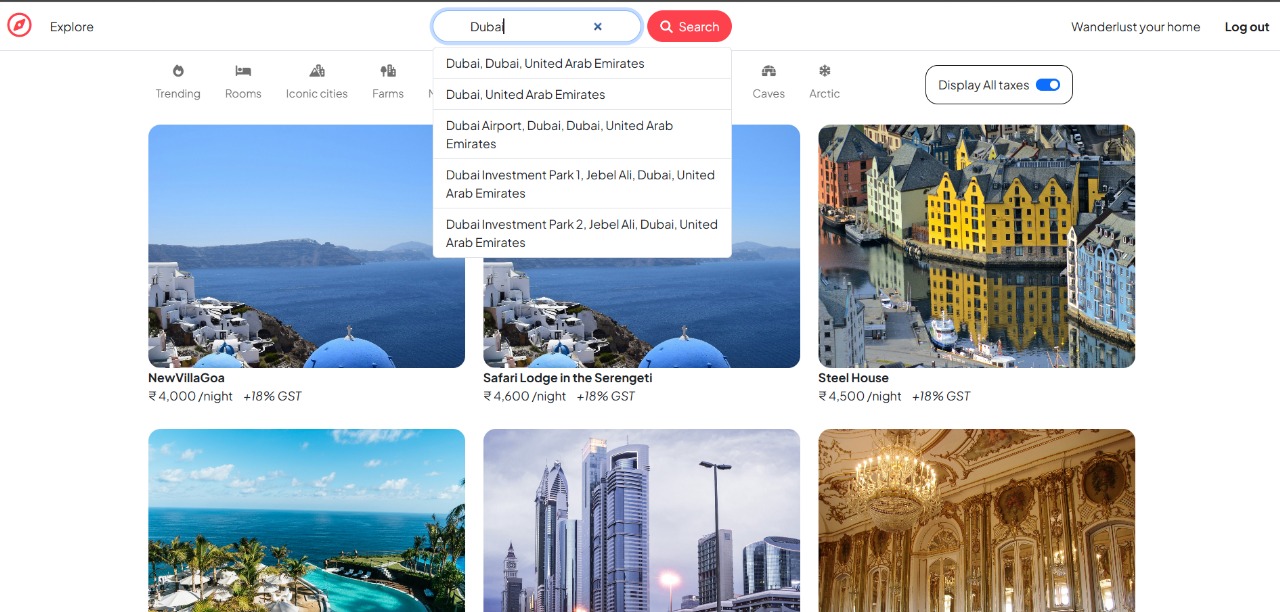 Explore
Dubai
Search
Wanderlust your home
Log out
Dubai, Dubai, United Arab Emirates
Dubai, United Arab Emirates
Dubai Airport, Dubai, Dubai, United Arab
Emirates
Dubai Investment Park 1, Jebel Ali, Dubai, United
Arab Emirates
Dubai Investment Park 2, Jebel Ali, Dubai, United
Arab Emirates
Trending
Rooms
Iconic cities
Farms
Caves
Arctic
Display All taxes
NewVillaGoa
₹ 4,000 /night +18% GST
Safari Lodge in the Serengeti
₹ 4,600 /night +18% GST
Steel House
₹ 4,500 /night +18% GST